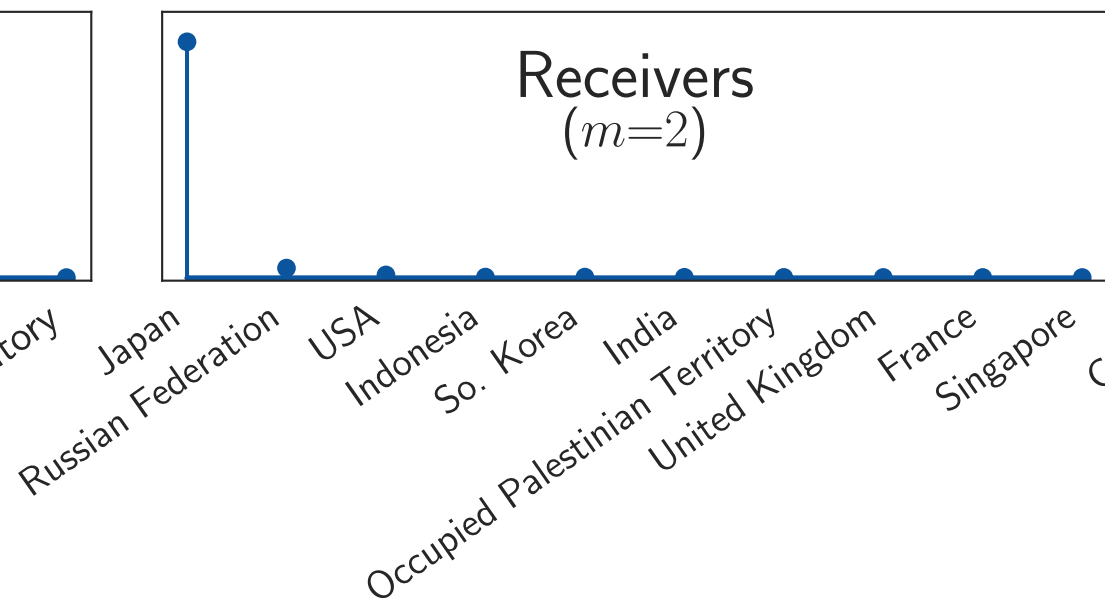 Receivers
(m=2)
Japan
Russian Federation
USA
Indonesia
So. Korea
India
Occupied Palestinian Territory
United Kingdom
France
Singapore